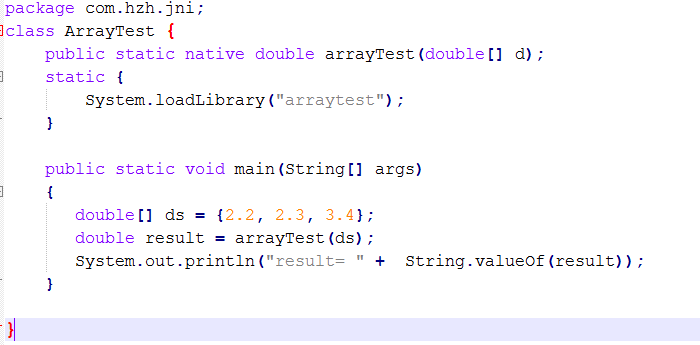 package com.hzh.jni;
class ArrayTest {
    public static native double arrayTest(double[] d);
    static {
        System.loadLibrary("arraytest");
    }
    public static void main(String[] args)
    {
       double[] ds = {2.2, 2.3, 3.4};
       double result = arrayTest(ds);
       System.out.println("result= " +  String.valueOf(result));
    }
}